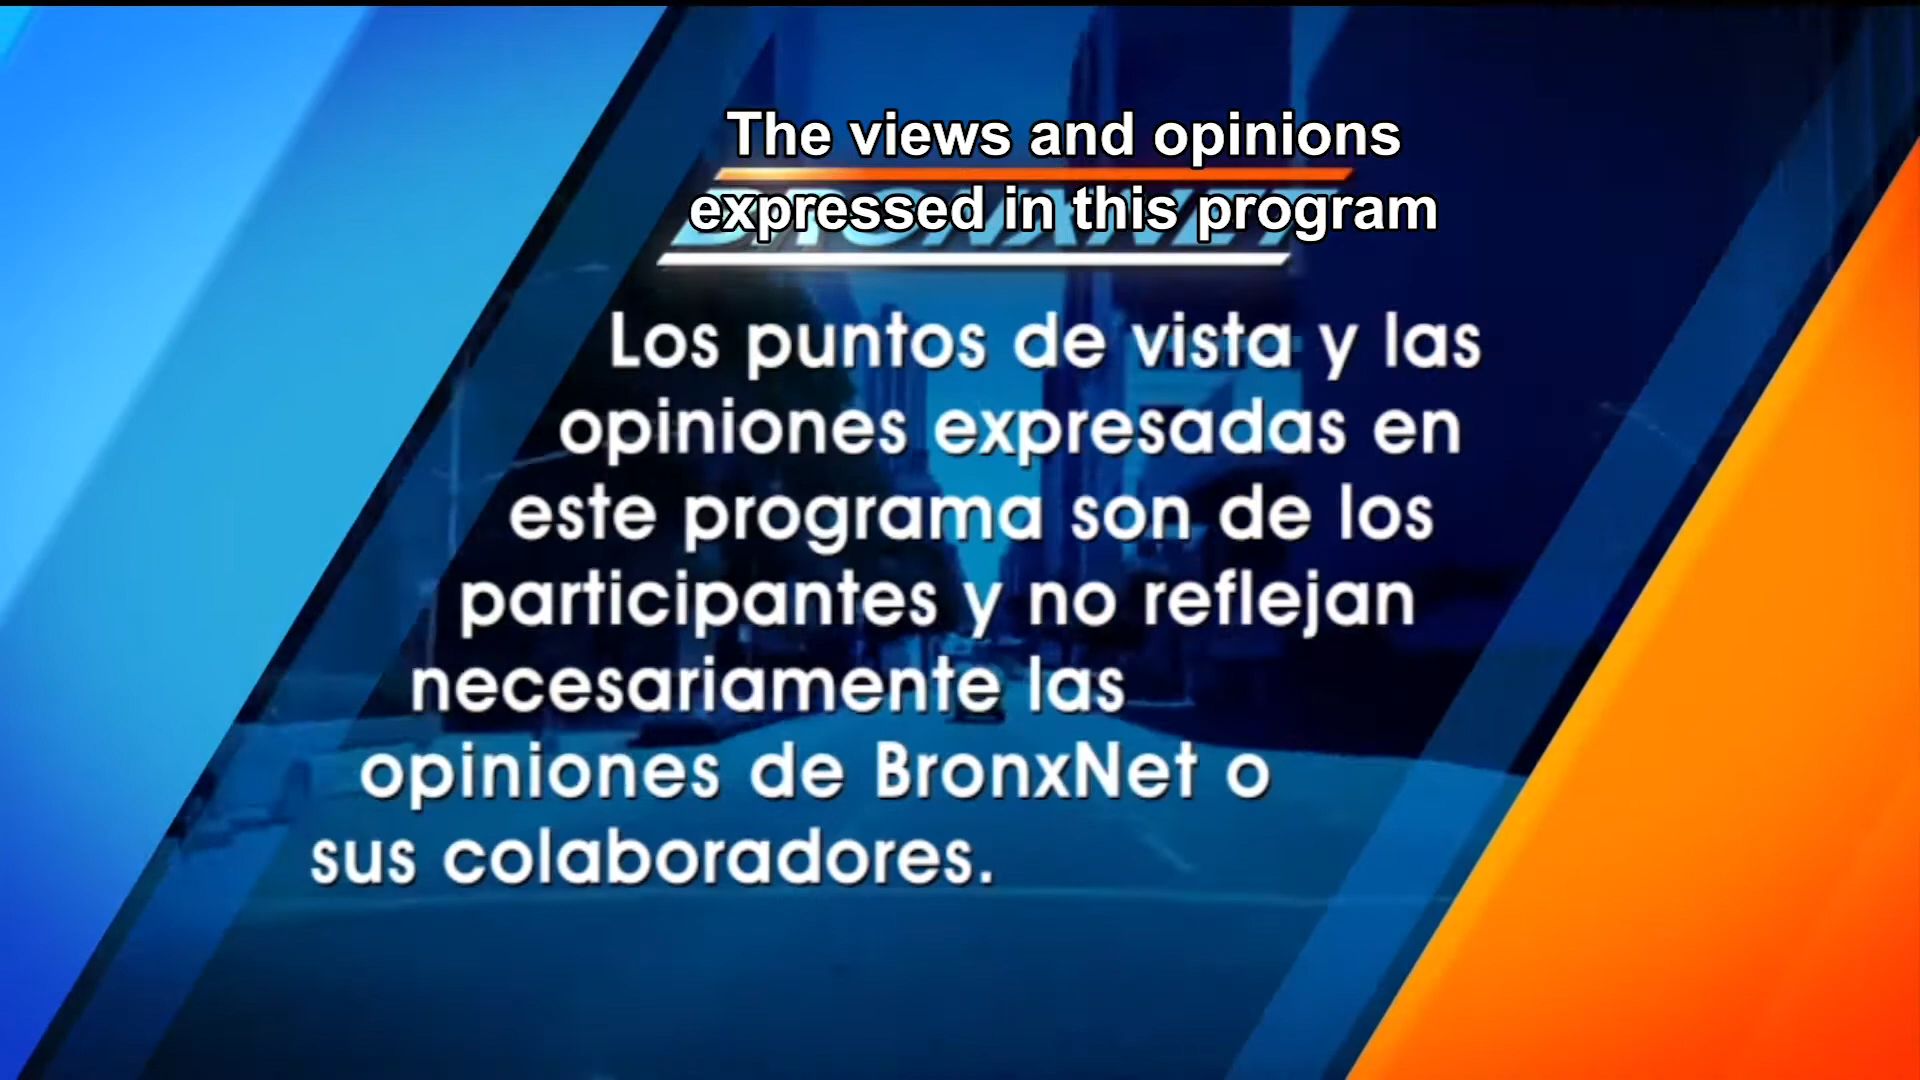 The views and opinions
expressed in this program
BRONXNET
Los puntos de vista y las
opiniones expresadas en
este programa son de los
participantes y no reflejan
necesariamente las
opiniones de BronxNet o
sus colaboradores.